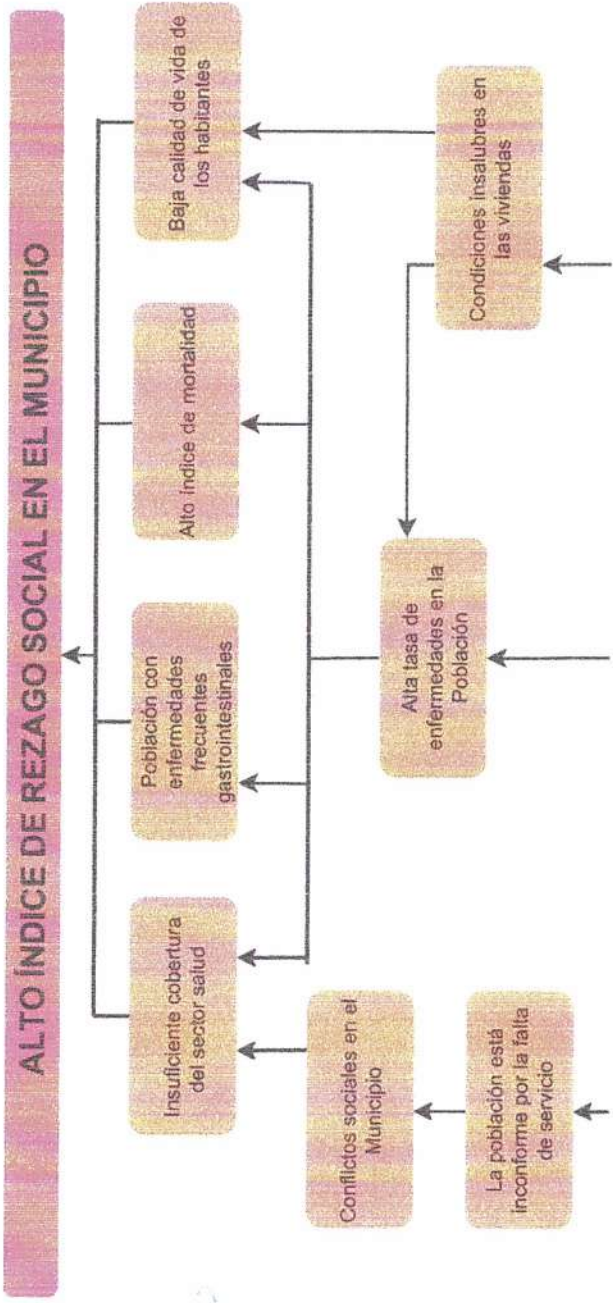 ALTO ÍNDICE DE REZAGO SOCIAL EN EL MUNICIPIO
Insuficiente cobertura
del sector salud
Población con
enfermedades
frecuentes
gastrointestinales
Alto índice de mortalidad
Baja calidad de vida de
los habitantes
Conflictos sociales en el
Municipio
Alta tasa de
enfermedades en la
Población
Condiciones insalubres en
las viviendas
La población está
inconforme por la falta
de servicio